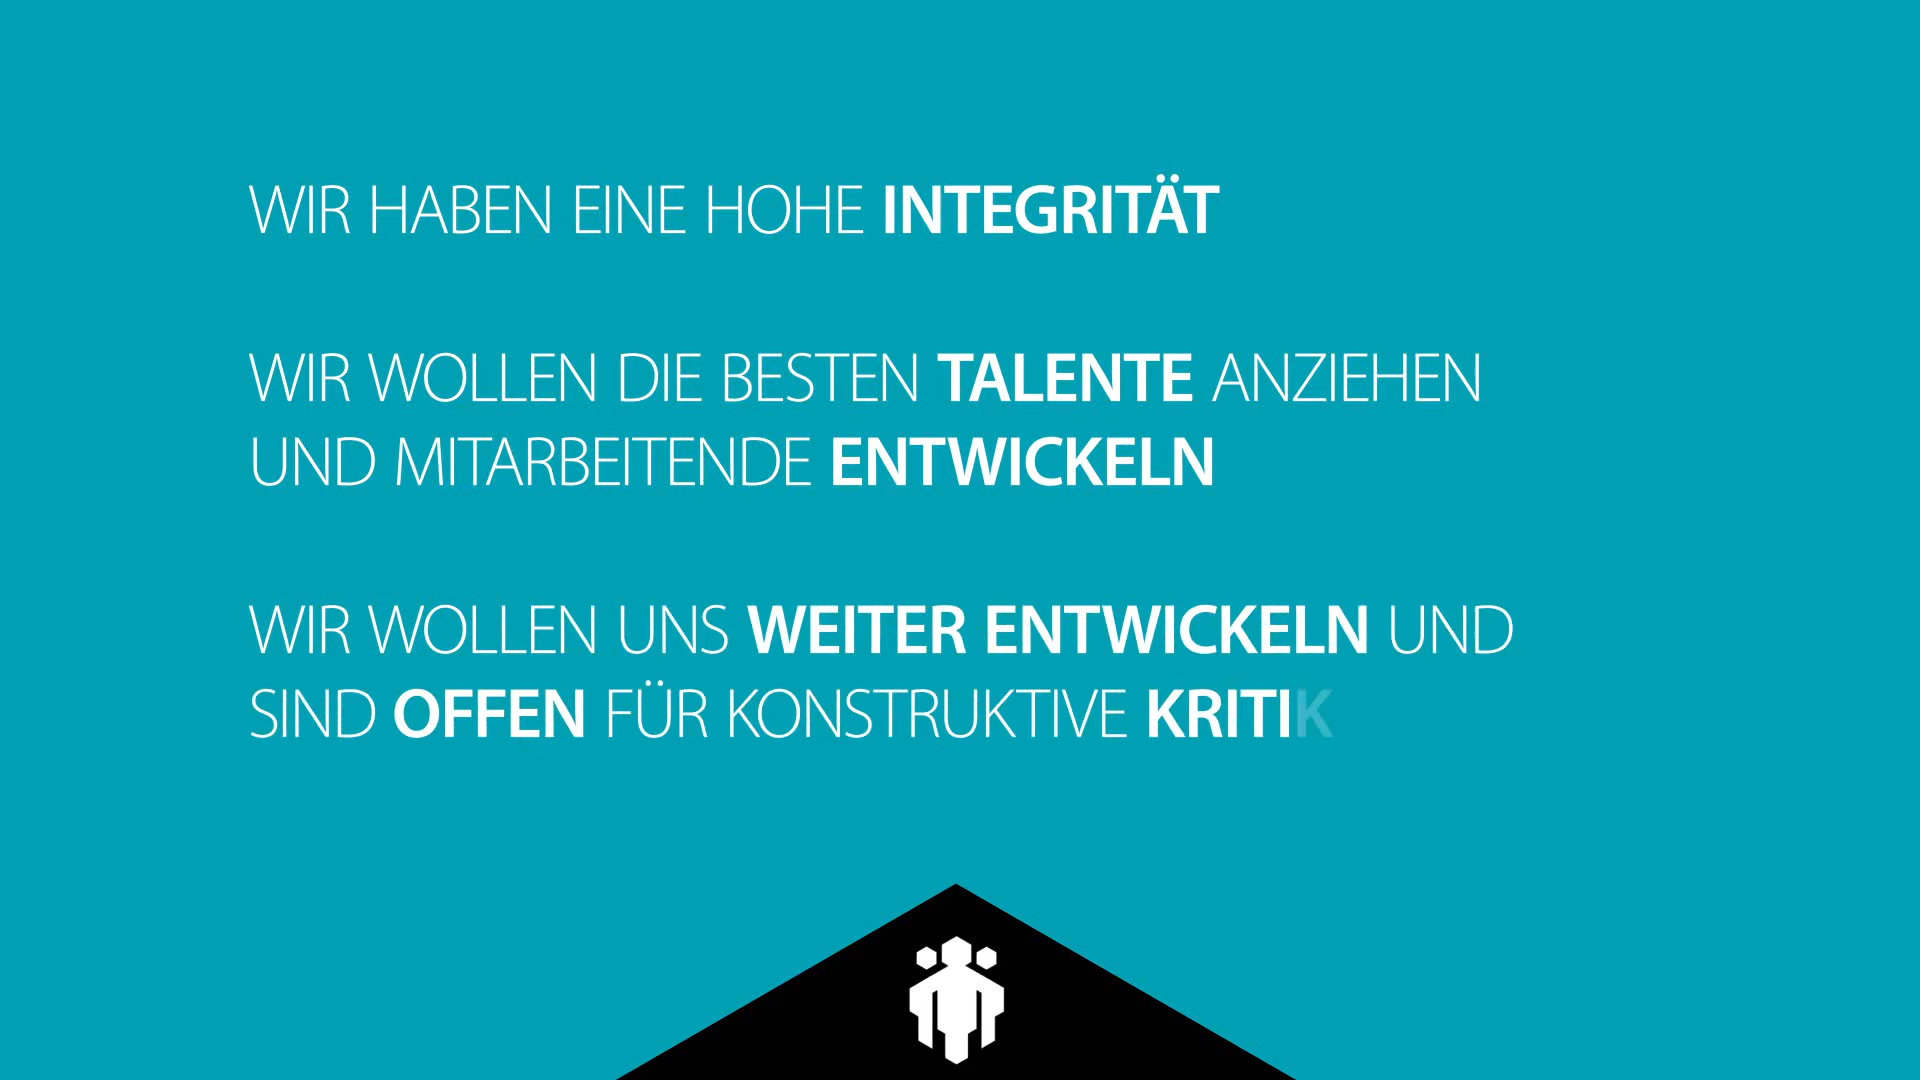 WIR HABEN EINE HOHE INTEGRITÄT
WIR WOLLEN DIE BESTEN TALENTE ANZIEHEN
UND MITARBEITENDE ENTWICKELN
WIR WOLLEN UNS WEITER ENTWICKELN UND
SIND OFFEN FÜR KONSTRUKTIVE KRITIK